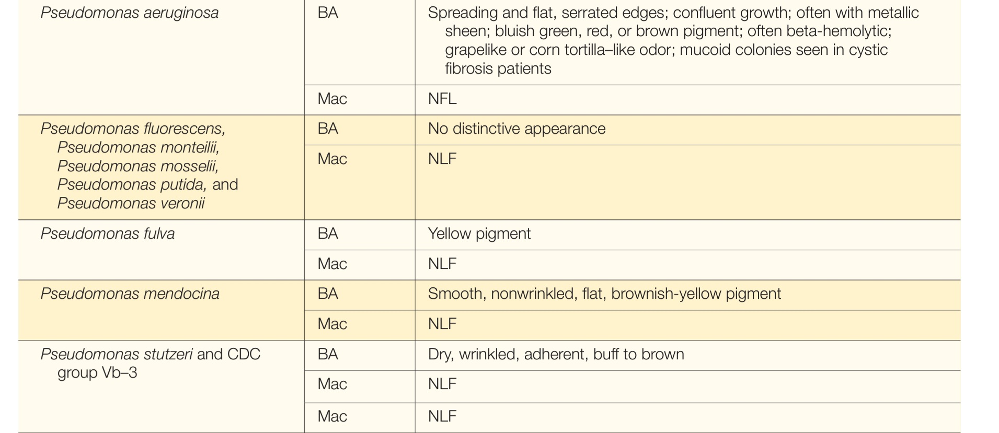 Pseudomonas aeruginosa
BA
Spreading and flat, serrated edges; confluent growth; often with metallic
sheen; bluish green, red, or brown pigment; often beta-hemolytic;
grapelike or corn tortilla–like odor; mucoid colonies seen in cystic
fibrosis patients
Mac
NFL
Pseudomonas fluorescens,
Pseudomonas monteilii,
Pseudomonas mosselii,
Pseudomonas putida, and
Pseudomonas veronii
BA
No distinctive appearance
Mac
NLF
Pseudomonas fulva
BA
Yellow pigment
Mac
NLF
Pseudomonas mendocina
BA
Smooth, nonwrinkled, flat, brownish-yellow pigment
Mac
NLF
Pseudomonas stutzeri and CDC
group Vb–3
BA
Dry, wrinkled, adherent, buff to brown
Mac
NLF
Mac
NLF